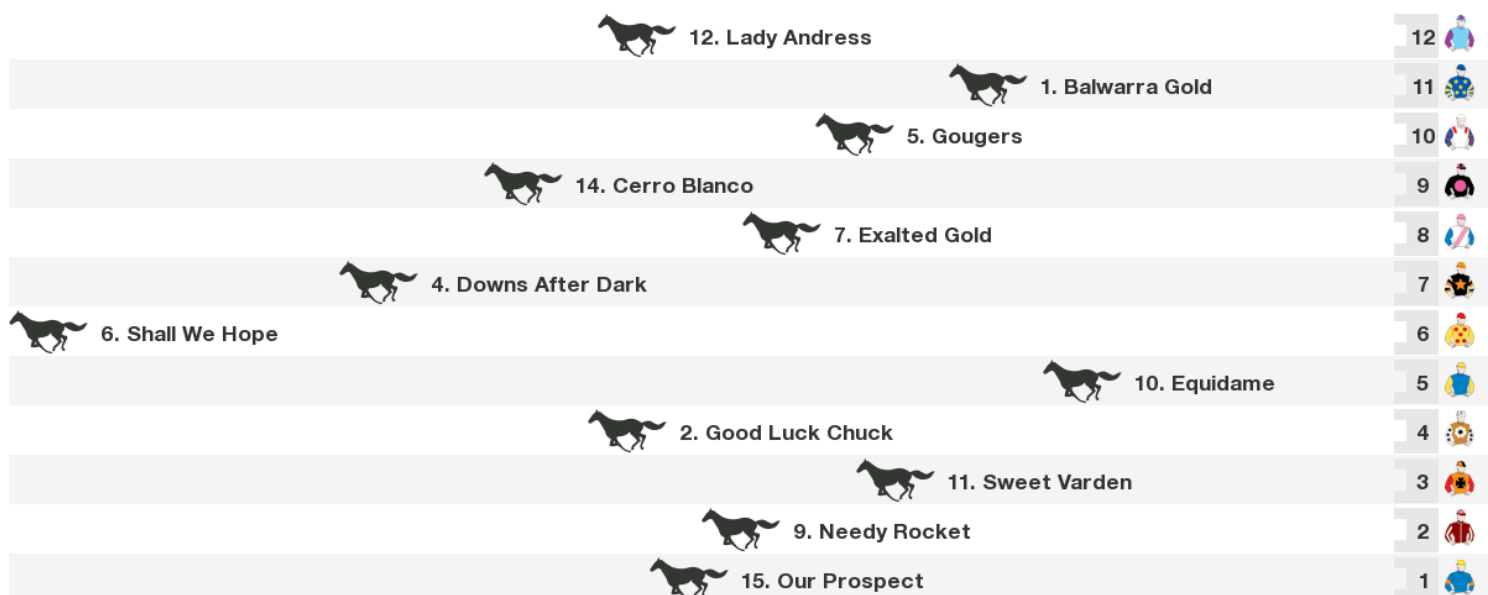 12. Lady Andress 12
1. Balwarra Gold 11
5. Gougers 10
14. Cerro Blanco 9
7. Exalted Gold 8
4. Downs After Dark 7
6. Shall We Hope 6
10. Equidame 5
2. Good Luck Chuck 4
11. Sweet Varden 3
9. Needy Rocket 2
15. Our Prospect 1